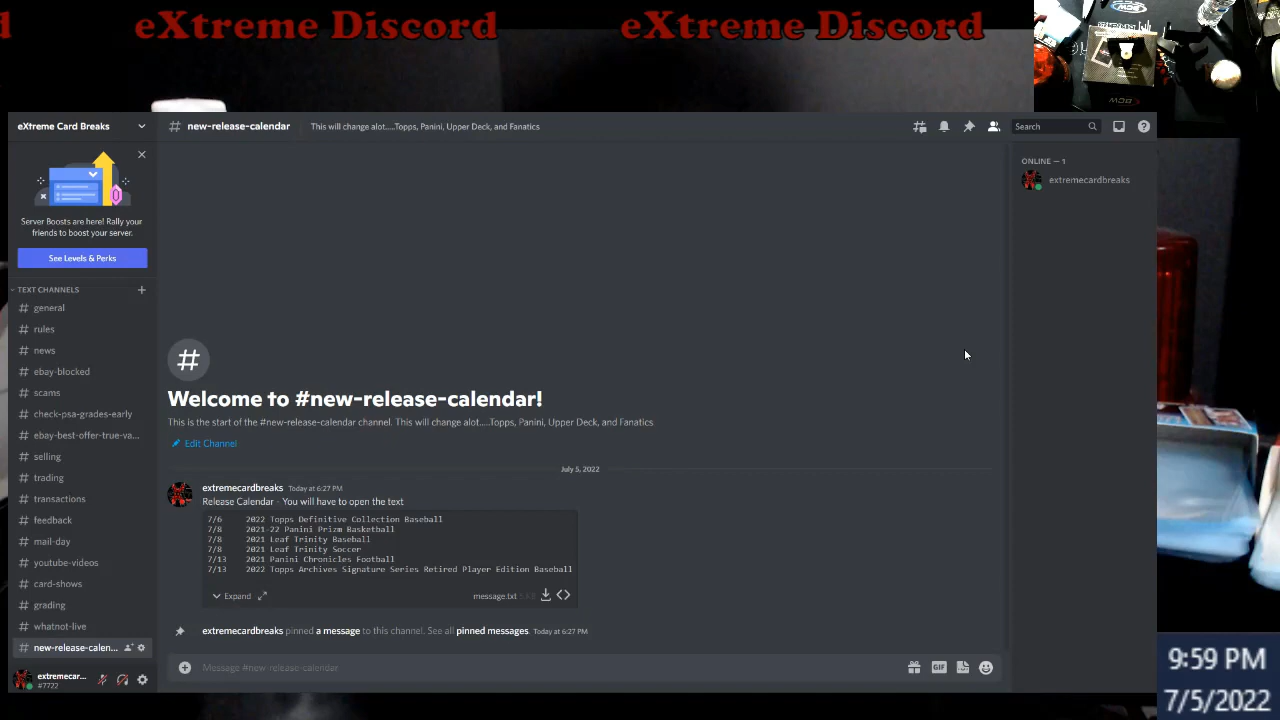 d eXtreme Discord eXtreme Discord
eXtreme Card Breaks
Server Boosts are here! Rally your
friends to boost your server.
See Levels & Perks
TEXT CHANNELS
general
rules
news
ebay-blocked
scams
check-psa-grades-early
ebay-best-offer-true-va...
selling
trading
transactions
feedback
mail-day
youtube-videos
card-shows
grading
whatnot-live
new-release-calen...
extremecar...
#7722
# new-release-calendar This will change alot.....Topps, Panini, Upper Deck, and Fanatics
Search
#
Welcome to #new-release-calendar!
This is the start of the #new-release-calendar channel. This will change alot.....Topps, Panini, Upper Deck, and Fanatics
Edit Channel
July 5, 2022
extremecardbreaks Today at 6:27 PM
Release Calendar - You will have to open the text
7/6 2022 Topps Definitive Collection Baseball
7/8 2021-22 Panini Prizm Basketball
7/8 2021 Leaf Trinity Baseball
7/8 2021 Leaf Trinity Soccer
7/13 2021 Panini Chronicles Football
7/13 2022 Topps Archives Signature Series Retired Player Edition Baseball
Expand message.txt
extremecardbreaks pinned a message to this channel. See all pinned messages. Today at 6:27 PM
Message #new-release-calendar
GIF
ONLINE — 1
extremecardbreaks
9:59 PM
7/5/2022